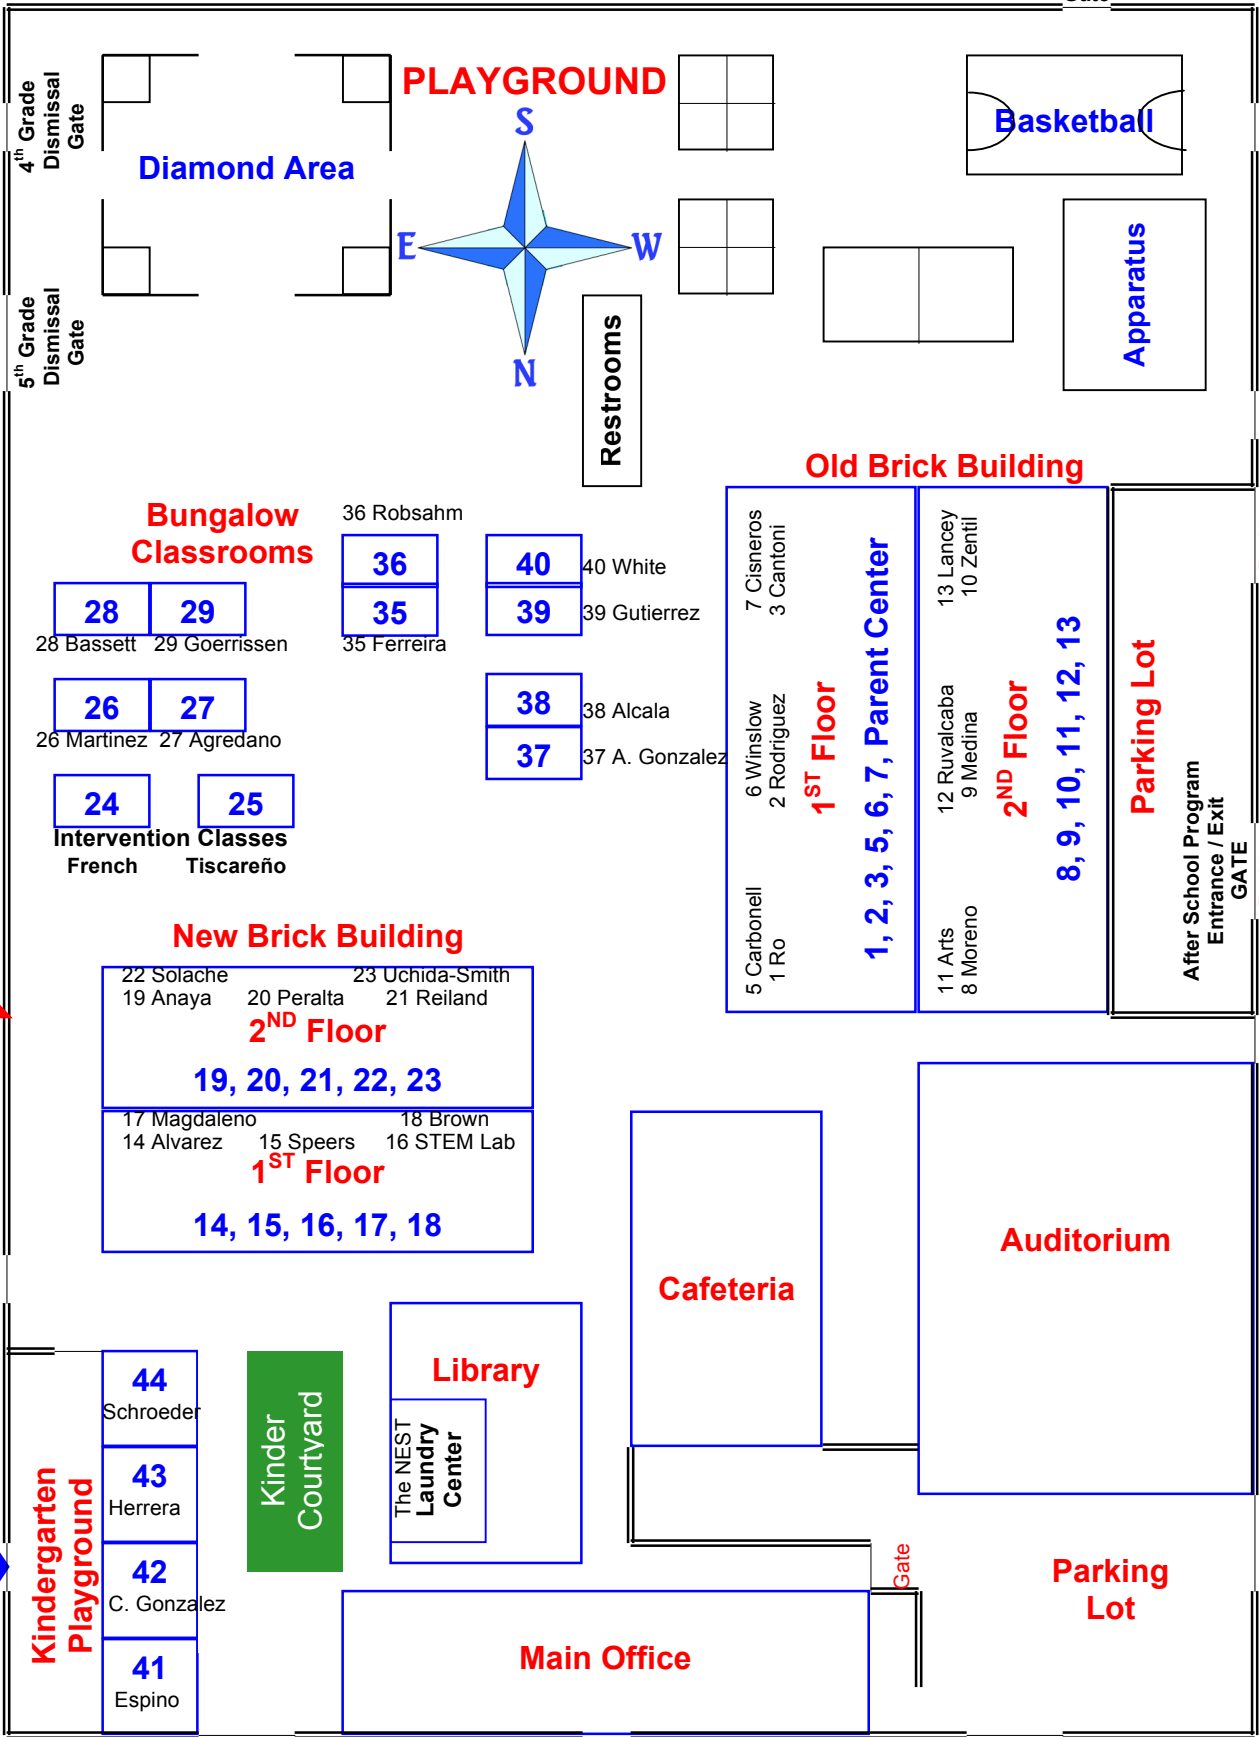 4th Grade
Dismissal
Gate
PLAYGROUND
Diamond Area
S
E
W
N
Basketball
Apparatus
5th Grade
Dismissal
Gate
Restrooms
Old Brick Building
Bungalow
Classrooms
36 Robsahm
36
35
35 Ferreira
40
40 White
39
39 Gutierrez
28
29
28 Bassett
29 Goerrissen
38
38 Alcala
37
37 A. Gonzalez
26
27
26 Martinez
27 Agredano
24
25
Intervention Classes
French
Tiscareño
7 Cisneros
3 Cantoni
6 Winslow
2 Rodriguez
5 Carbonell
1 Ro
1ST Floor
1, 2, 3, 5, 6, 7, Parent Center
13 Lancey
10 Zentil
12 Ruvalcaba
9 Medina
11 Arts
8 Moreno
2ND Floor
8, 9, 10, 11, 12, 13
Parking Lot
After School Program
Entrance / Exit
GATE
New Brick Building
22 Solache
23 Uchida-Smith
19 Anaya
20 Peralta
21 Reiland
2ND Floor
19, 20, 21, 22, 23
17 Magdaleno
18 Brown
14 Alvarez
15 Speers
16 STEM Lab
1ST Floor
14, 15, 16, 17, 18
Cafeteria
Auditorium
Library
The NEST
Laundry
Center
Kinder
Courtyard
44
Schroeder
43
Herrera
42
C. Gonzalez
41
Espino
Kindergarten
Playground
Gate
Main Office
Parking
Lot